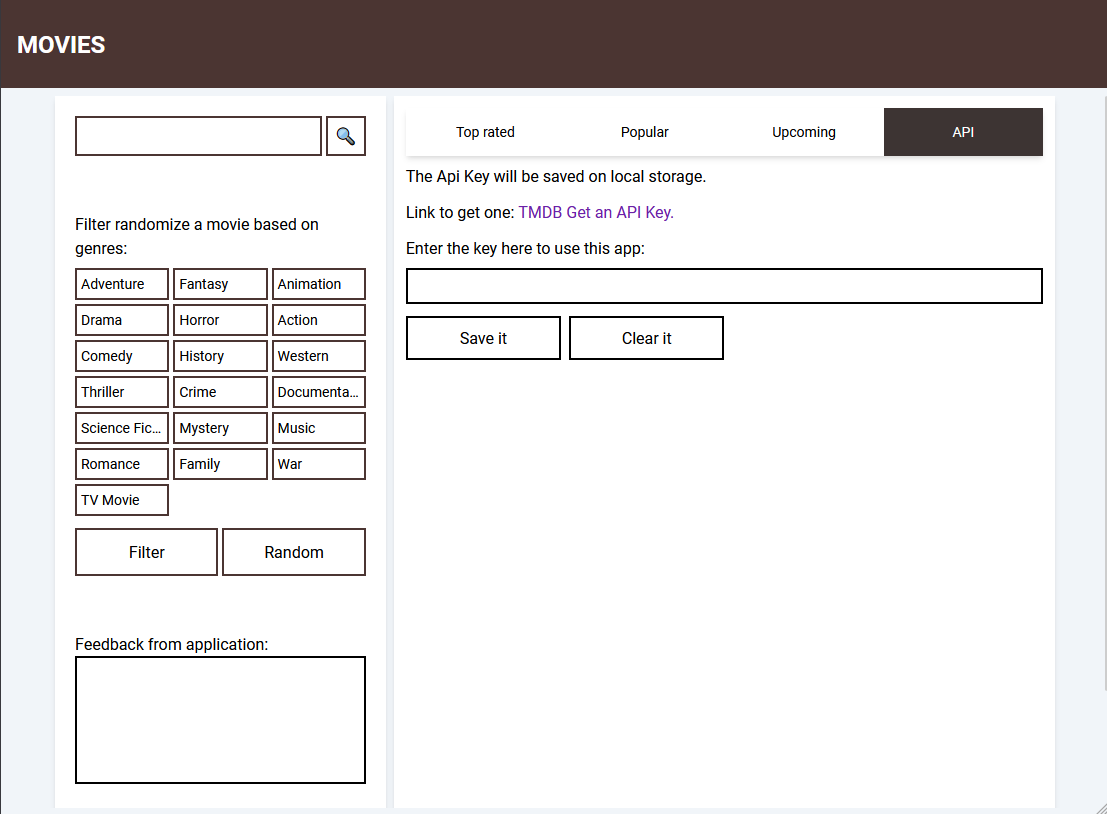 MOVIES
Filter randomize a movie based on
genres:
Adventure
Fantasy
Animation
Drama
Horror
Action
Comedy
History
Western
Thriller
Crime
Documenta...
Science Fic...
Mystery
Music
Romance
Family
War
TV Movie
Filter
Random
Feedback from application:
Top rated
Popular
Upcoming
API
The Api Key will be saved on local storage.
Link to get one: TMDB Get an API Key.
Enter the key here to use this app:
Save it
Clear it